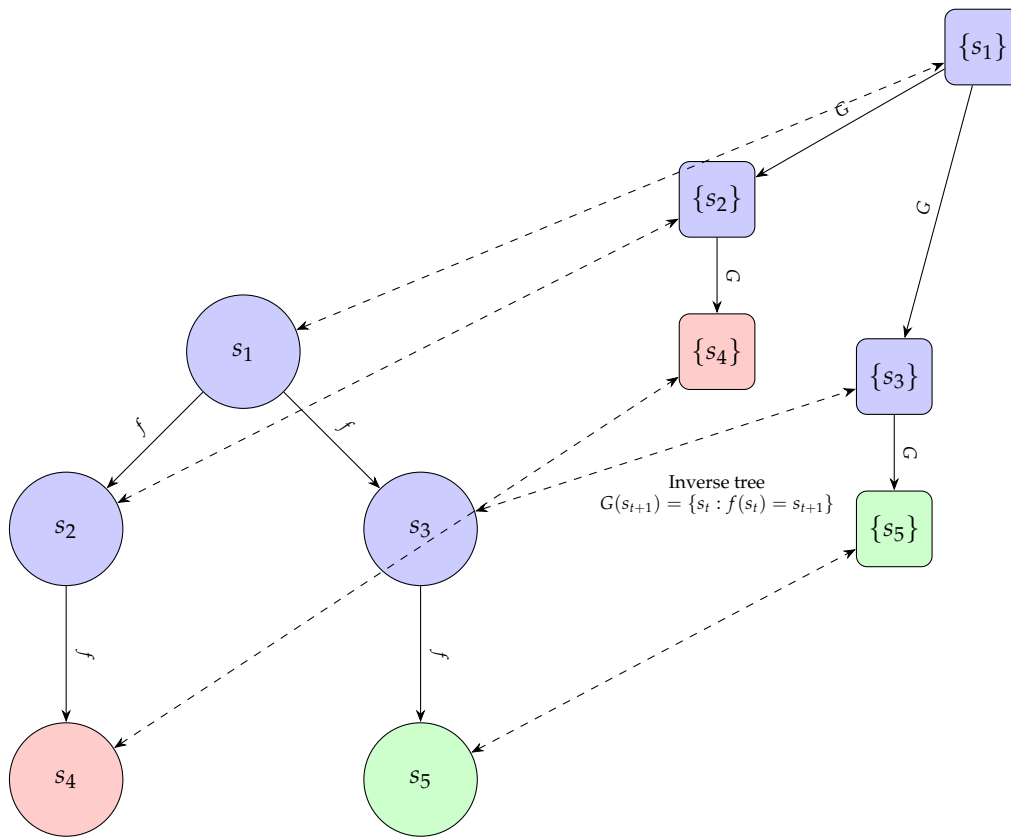 {s₁}
G
{s₂}
G
G
s₁
{s₄}
{s₃}
f
f
G
Inverse tree
G(sₜ₊₁) = {sₜ : f(sₜ) = sₜ₊₁}
s₂
s₃
{s₅}
f
f
s₄
s₅